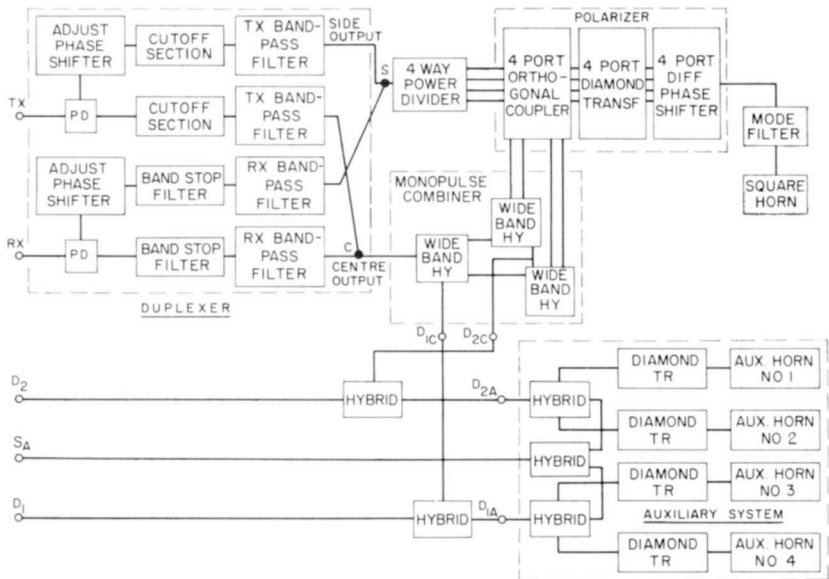 ADJUST
PHASE
SHIFTER
CUTOFF
SECTION
TX BAND-
PASS
FILTER
SIDE
OUTPUT
S
TX
PD
CUTOFF
SECTION
TX BAND-
PASS
FILTER
ADJUST
PHASE
SHIFTER
BAND STOP
FILTER
RX BAND-
PASS
FILTER
RX
PD
BAND STOP
FILTER
RX BAND-
PASS
FILTER
C
CENTRE
OUTPUT
DUPLEXER
4 WAY
POWER
DIVIDER
POLARIZER
4 PORT
ORTHO-
GONAL
COUPLER
4 PORT
DIAMOND
TRANSF
4 PORT
DIFF
PHASE
SHIFTER
MODE
FILTER
SQUARE
HORN
MONOPULSE
COMBINER
WIDE
BAND
HY
WIDE
BAND
HY
WIDE
BAND
HY
D1C
D2C
D2
HYBRID
D2A
SA
D1
HYBRID
D1A
HYBRID
HYBRID
HYBRID
DIAMOND
TR
AUX. HORN
NO 1
DIAMOND
TR
AUX. HORN
NO 2
DIAMOND
TR
AUX. HORN
NO 3
AUXILIARY SYSTEM
DIAMOND
TR
AUX. HORN
NO 4